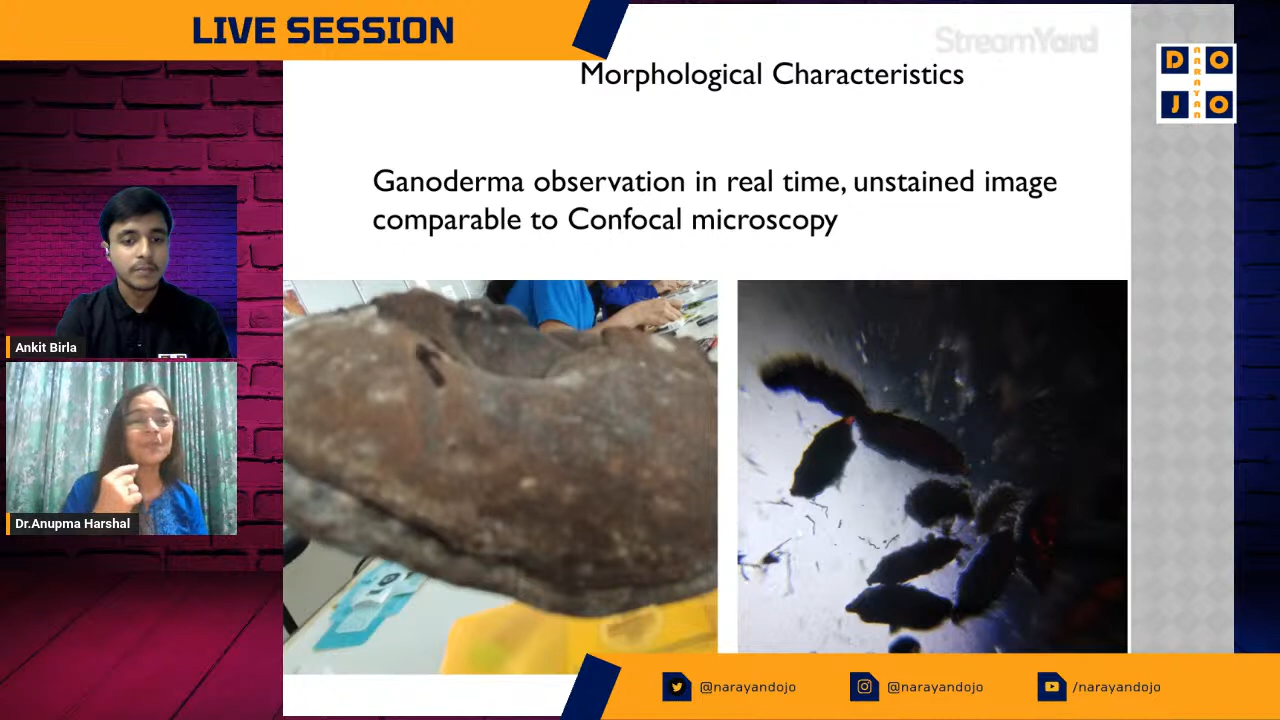 LIVE SESSION
StreamYard
Morphological Characteristics
D O
NARAYAN
J O
Ganoderma observation in real time, unstained image
comparable to Confocal microscopy
Ankit Birla
Dr.Anupma Harshal
@narayandojo
@narayandojo
/narayandojo